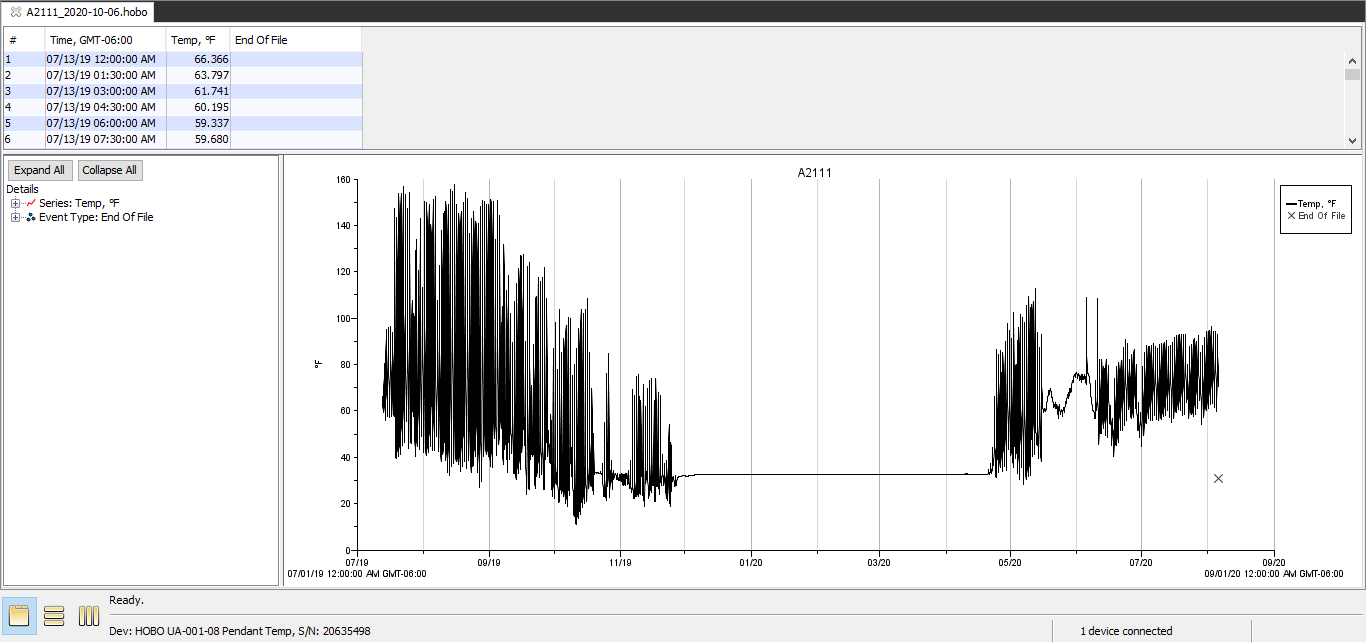 A2111_2020-10-06.hobo
# Time, GMT-06:00 Temp, °F End Of File
1 07/13/19 12:00:00 AM 66.366
2 07/13/19 01:30:00 AM 63.797
3 07/13/19 03:00:00 AM 61.741
4 07/13/19 04:30:00 AM 60.195
5 07/13/19 06:00:00 AM 59.337
6 07/13/19 07:30:00 AM 59.680
Expand All Collapse All
Details
Series: Temp, °F
Event Type: End Of File
A2111
160
140
120
100
80
60
40
20
0
°F
07/19 09/19 11/19 01/20 03/20 05/20 07/20 09/20
07/01/19 12:00:00 AM GMT-06:00 09/01/20 12:00:00 AM GMT-06:00
Temp, °F
End Of File
Ready.
Dev: HOBO UA-001-08 Pendant Temp, S/N: 20635498 1 device connected